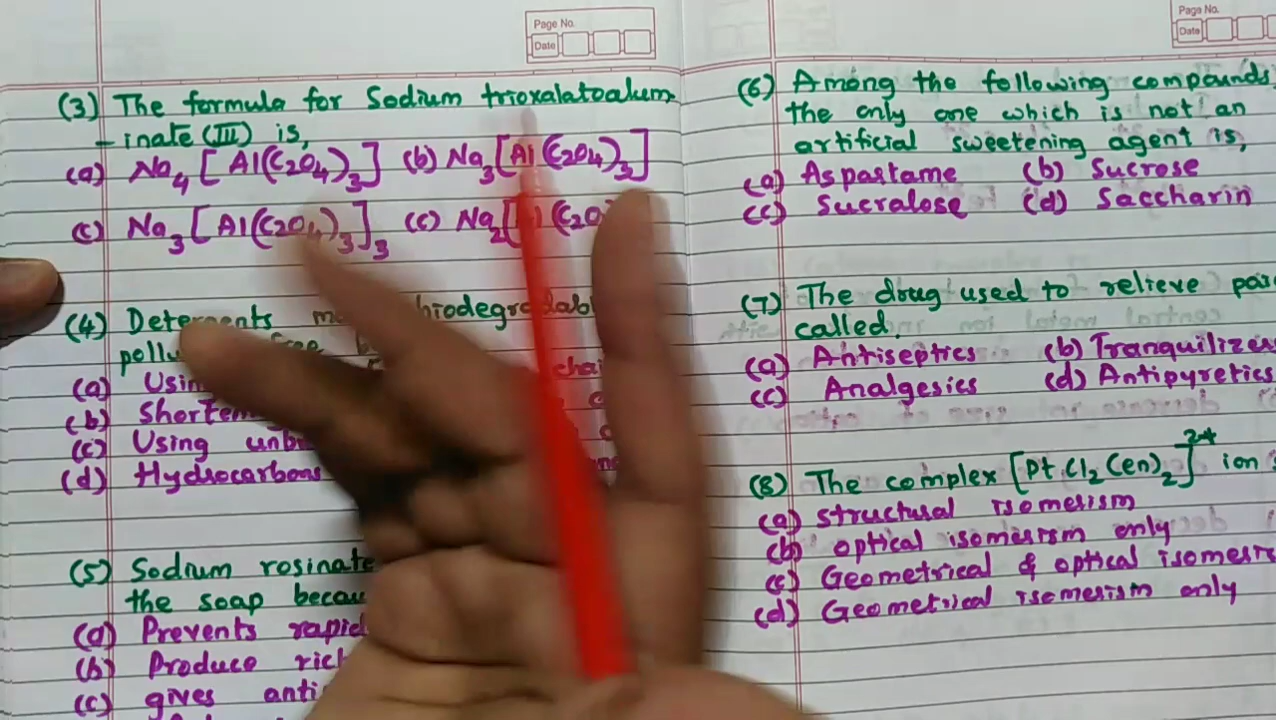 Page No.
Date
(3) The formula for Sodium trioxalatoalum
-inate (III) is,
(a) Na4 [Al(C2O4)3] (b) Na3[Al(C2O4)3]
(c) Na3[Al(C2O4)3]3 (c) Na2[
(4) Detergents biodegradabl
(a)
(b) Shorten
(c) Using
(d) Hydrocarbons
(5) Sodium rosinate
the soap becau
(a) Prevents rapid
(b) Produce rich
(c) gives anti
Page No.
Date
(6) Among the following compounds,
the only one which is not an
artificial sweetening agent is,
(a) Aspartame (b) Sucrose
(c) Sucralose (d) Saccharin
(7) The drug used to relieve pain
called.
(a) Antiseptics (b) Tranquilizers
(c) Analgesics (d) Antipyretics
(8) The complex [Pt Cl2 (en)2]2+ ion
(a) structural isomerism
(b) optical isomerism only
(c) Geometrical & optical isomeris
(d) Geometrical isomerism only